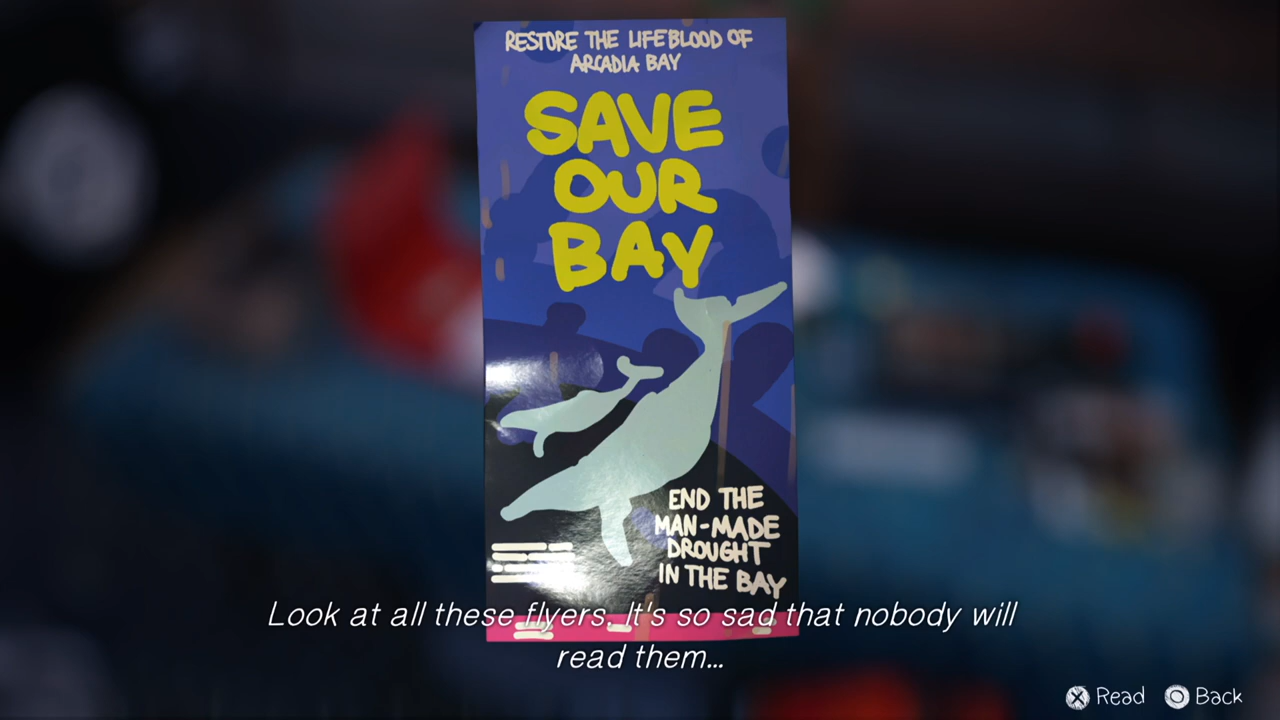 RESTORE THE LIFEBLOOD OF
ARCADIA BAY
SAVE
OUR
BAY
END THE
MAN-MADE
DROUGHT
IN THE BAY
Look at all these flyers. It's so sad that nobody will
read them...
Read Back